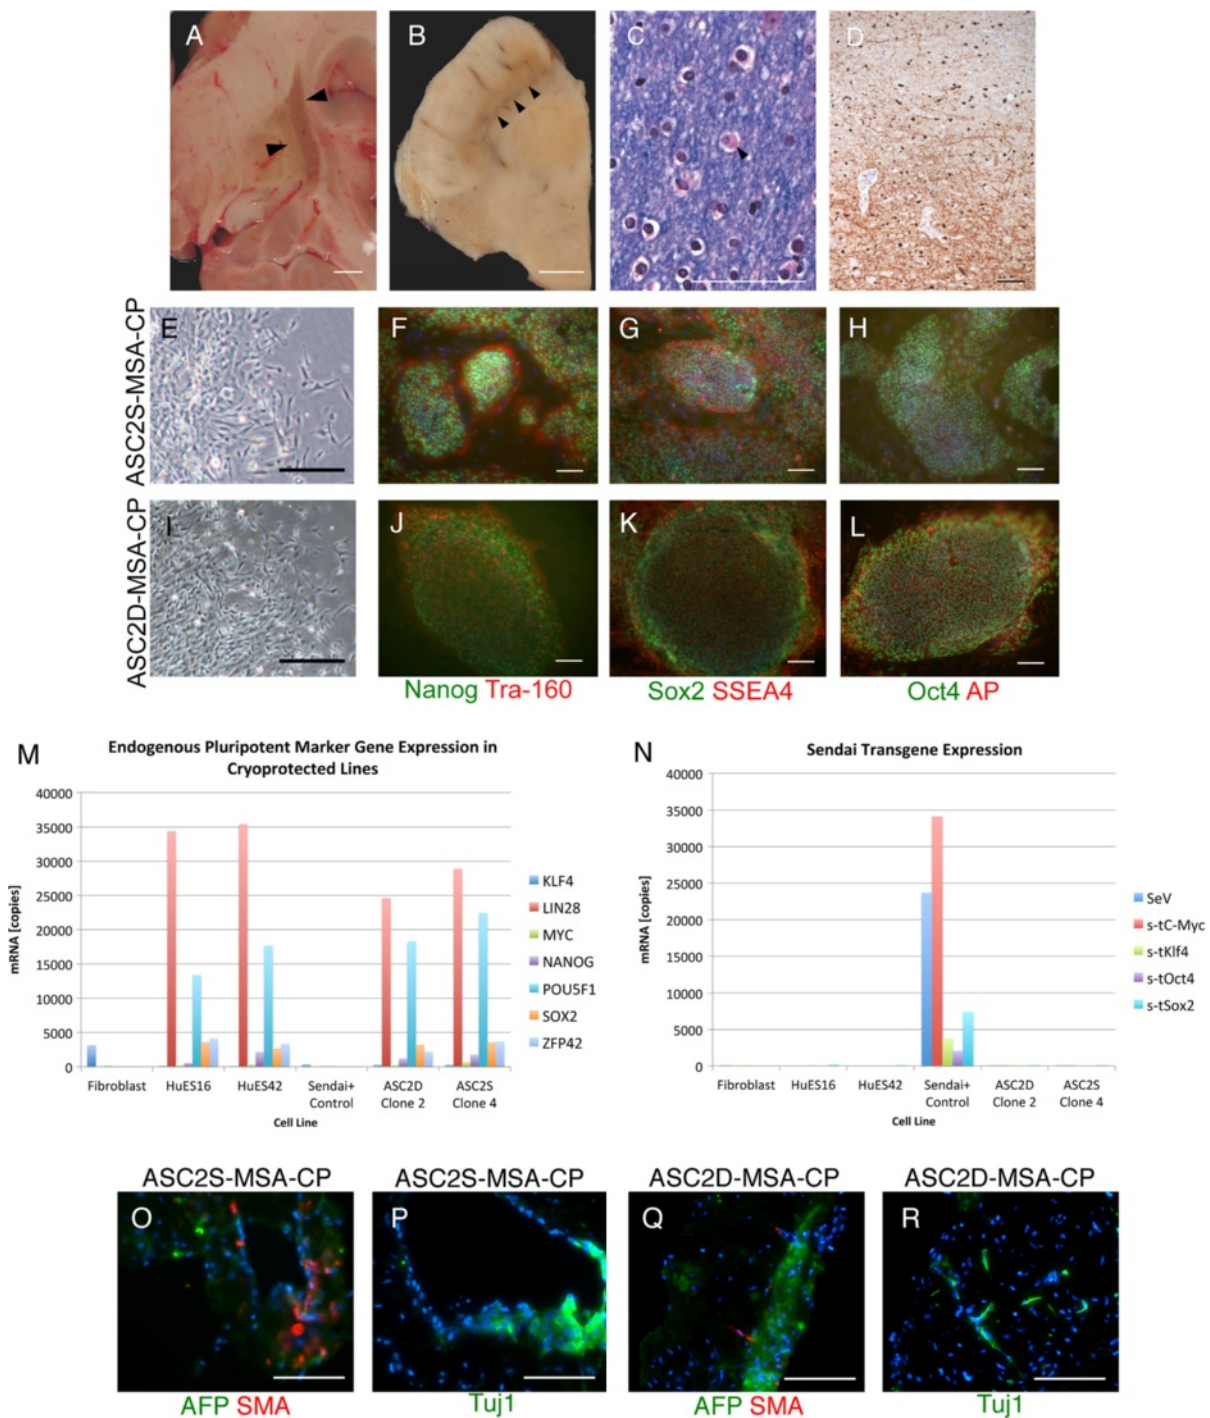 A
B
C
D
ASC2S-MSA-CP
E
F
G
H
ASC2D-MSA-CP
I
J
K
L
Nanog Tra-160
Sox2 SSEA4
Oct4 AP
M
Endogenous Pluripotent Marker Gene Expression in
Cryoprotected Lines
mRNA [copies]
40000
35000
30000
25000
20000
15000
10000
5000
0
Fibroblast
HuES16
HuES42
Sendai+
Control
ASC2D
Clone 2
ASC2S
Clone 4
Cell Line
KLF4
LIN28
MYC
NANOG
POU5F1
SOX2
ZFP42
N
Sendai Transgene Expression
mRNA [copies]
40000
35000
30000
25000
20000
15000
10000
5000
0
Fibroblast
HuES16
HuES42
Sendai+
Control
ASC2D
Clone 2
ASC2S
Clone 4
Cell Line
SeV
s-tC-Myc
s-tKlf4
s-tOct4
s-tSox2
ASC2S-MSA-CP
O
AFP SMA
ASC2S-MSA-CP
P
Tuj1
ASC2D-MSA-CP
Q
AFP SMA
ASC2D-MSA-CP
R
Tuj1